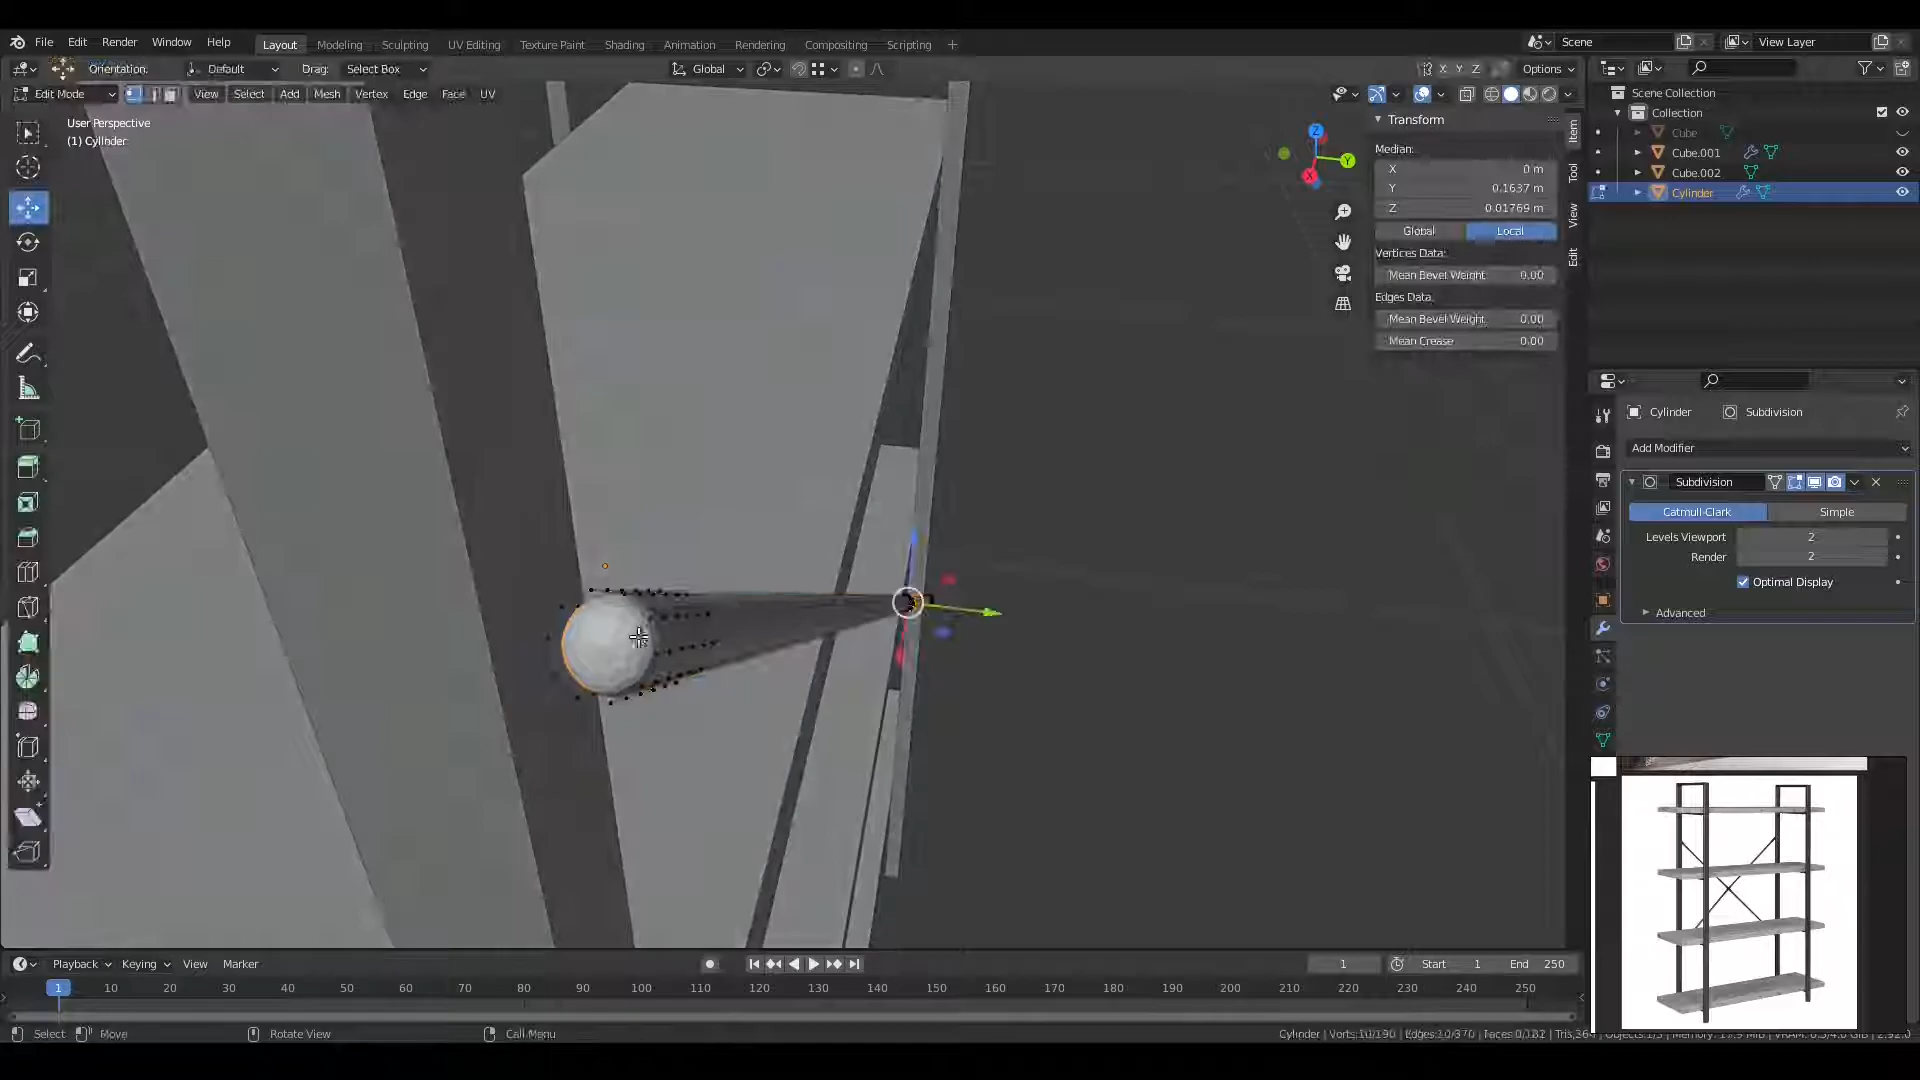 File Edit Render Window Help Layout Modeling Sculpting UV Editing Texture Paint Shading Animation Rendering Compositing Scripting Scene View Layer
Orientation: Default Drag: Select Box Global X Y Z Options
Edit Mode View Select Add Mesh Vertex Edge Face UV
User Perspective
(1) Cylinder
Transform
Median:
X 0 m
Y 0.1637 m
Z 0.01769 m
Global Local
Vertices Data:
Mean Bevel Weight 0.00
Edges Data:
Mean Bevel Weight 0.00
Mean Crease 0.00
Item
Tool
View
Edit
Z
Y
X
Scene Collection
Collection
Cube
Cube.001
Cube.002
Cylinder
Cylinder Subdivision
Add Modifier
Subdivision
Catmull-Clark Simple
Levels Viewport 2
Render 2
Optimal Display
Advanced
Playback Keying View Marker 1 Start 1 End 250
1 10 20 30 40 50 60 70 80 90 100 110 120 130 140 150 160 170 180 190 200 210 220 230 240 250
Select Move Rotate View Call Menu